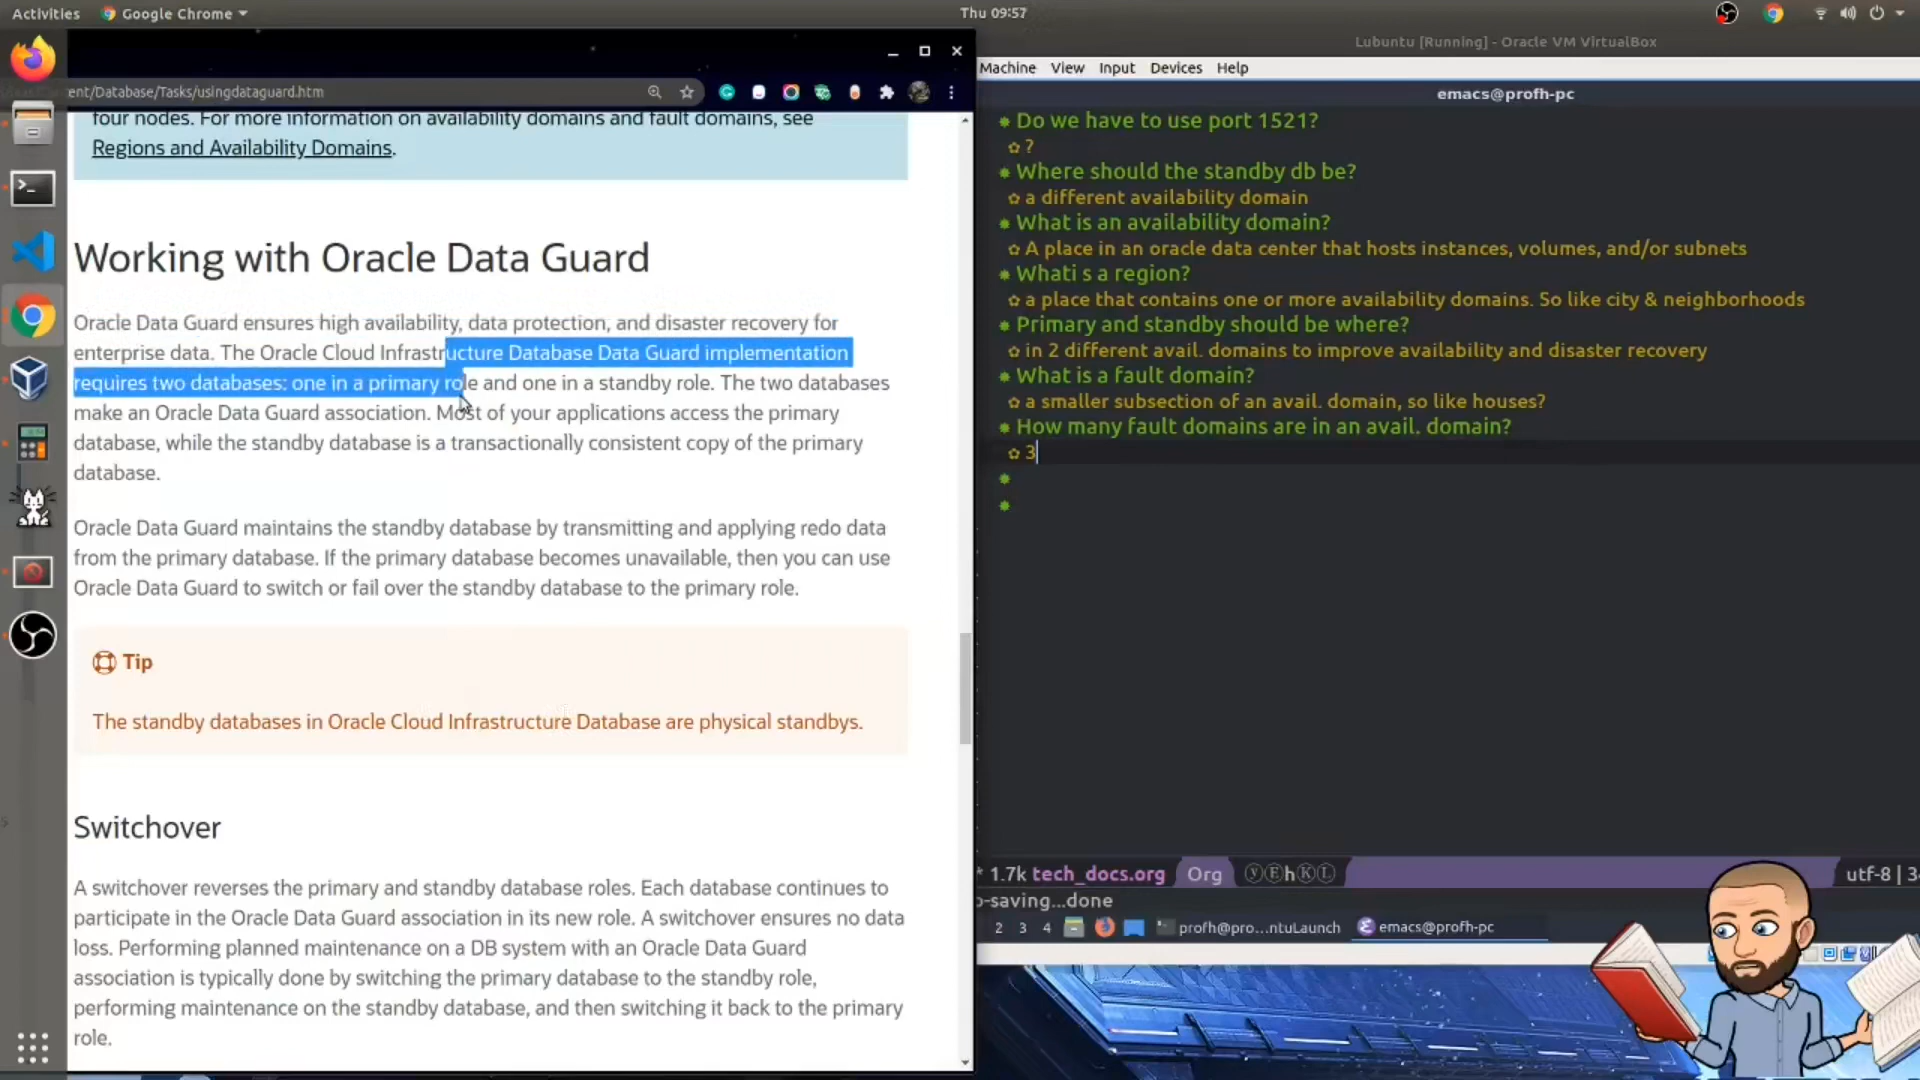 Activities
Google Chrome
Thu 09:57
Lubuntu [Running] - Oracle VM VirtualBox
ent/Database/Tasks/usingdataguard.htm
four nodes. For more information on availability domains and fault domains, see
Regions and Availability Domains.
Working with Oracle Data Guard
Oracle Data Guard ensures high availability, data protection, and disaster recovery for
enterprise data. The Oracle Cloud Infrastructure Database Data Guard implementation
requires two databases: one in a primary role and one in a standby role. The two databases
make an Oracle Data Guard association. Most of your applications access the primary
database, while the standby database is a transactionally consistent copy of the primary
database.
Oracle Data Guard maintains the standby database by transmitting and applying redo data
from the primary database. If the primary database becomes unavailable, then you can use
Oracle Data Guard to switch or fail over the standby database to the primary role.
Tip
The standby databases in Oracle Cloud Infrastructure Database are physical standbys.
Switchover
A switchover reverses the primary and standby database roles. Each database continues to
participate in the Oracle Data Guard association in its new role. A switchover ensures no data
loss. Performing planned maintenance on a DB system with an Oracle Data Guard
association is typically done by switching the primary database to the standby role,
performing maintenance on the standby database, and then switching it back to the primary
role.
Machine View Input Devices Help
emacs@profh-pc
Do we have to use port 1521?
?
Where should the standby db be?
a different availability domain
What is an availability domain?
A place in an oracle data center that hosts instances, volumes, and/or subnets
Whati s a region?
a place that contains one or more availability domains. So like city & neighborhoods
Primary and standby should be where?
in 2 different avail. domains to improve availability and disaster recovery
What is a fault domain?
a smaller subsection of an avail. domain, so like houses?
How many fault domains are in an avail. domain?
3
* 1.7k tech_docs.org Org ⓨⒺhⓀⓁ utf-8 | 3
o-saving...done
2 3 4 profh@pro...ntuLaunch emacs@profh-pc